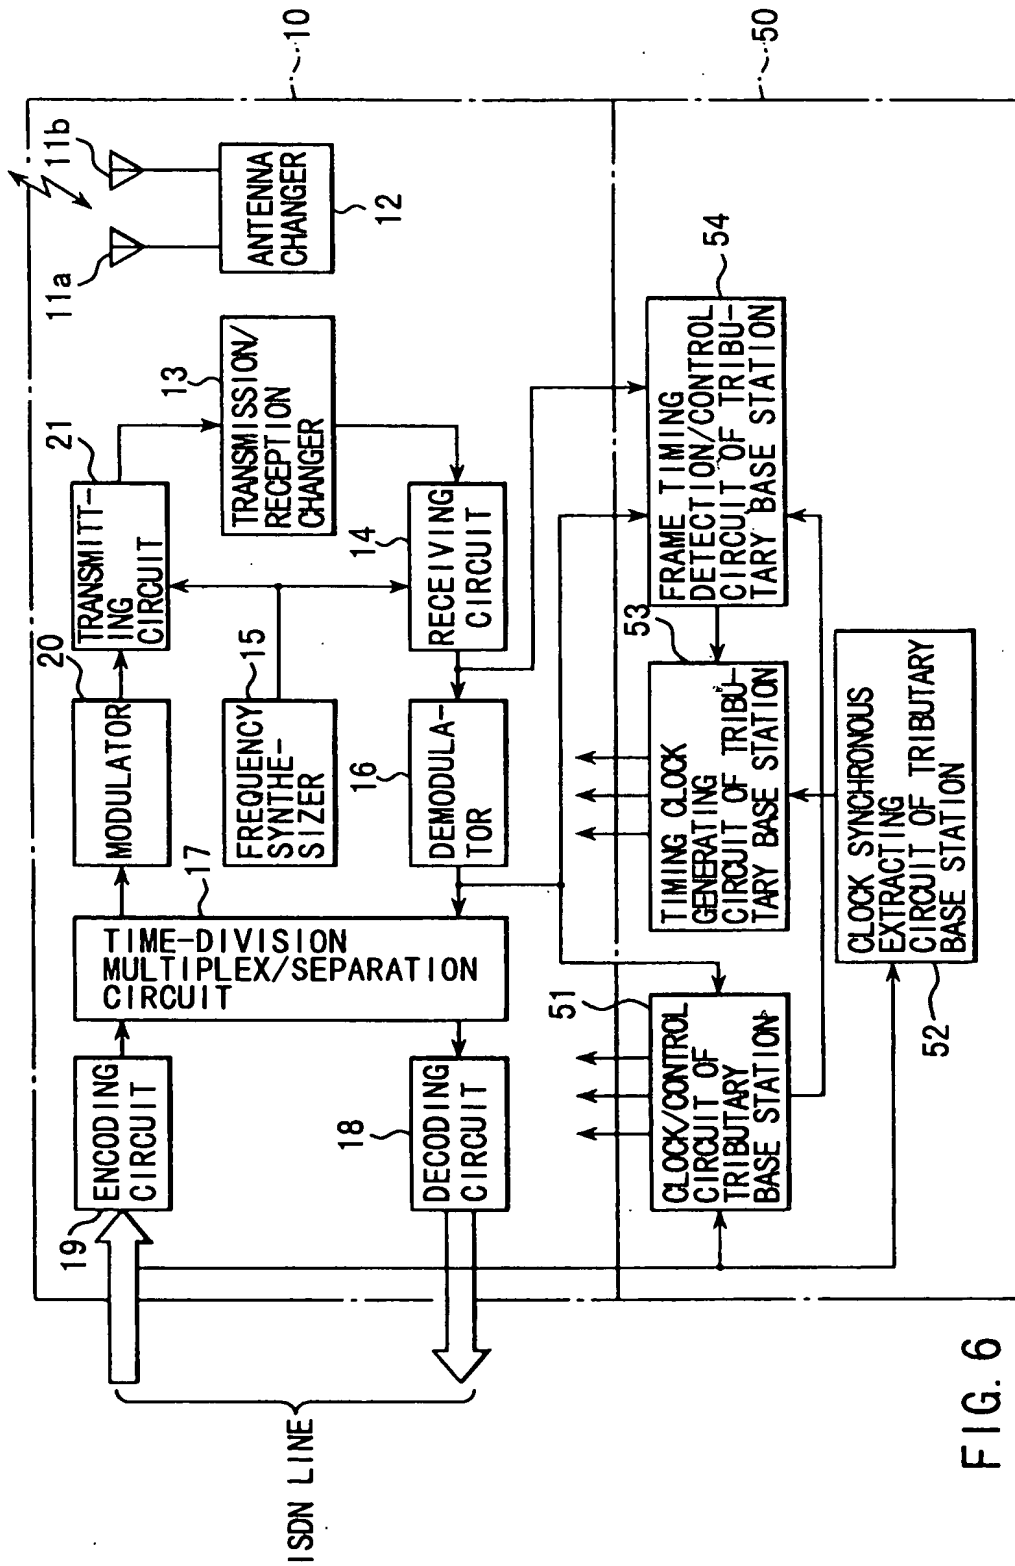 10
50
11a
11b
ANTENNA
CHANGER
12
TRANSMISSION/
RECEPTION
CHANGER
13
21
TRANSMITT-
ING
CIRCUIT
14
RECEIVING
CIRCUIT
20
MODULATOR
15
FREQUENCY
SYNTHE-
SIZER
16
DEMODULA-
TOR
17
TIME-DIVISION
MULTIPLEX/SEPARATION
CIRCUIT
ENCODING
CIRCUIT
19
18
DECODING
CIRCUIT
ISDN LINE
54
FRAME TIMING
DETECTION/CONTROL
CIRCUIT OF TRIBU-
TARY BASE STATION
53
TIMING CLOCK
GENERATING
CIRCUIT OF TRIBU-
TARY BASE STATION
51
CLOCK/CONTROL
CIRCUIT OF
TRIBUTARY
BASE STATION
CLOCK SYNCHRONOUS
EXTRACTING
CIRCUIT OF TRIBUTARY
BASE STATION
52
FIG. 6